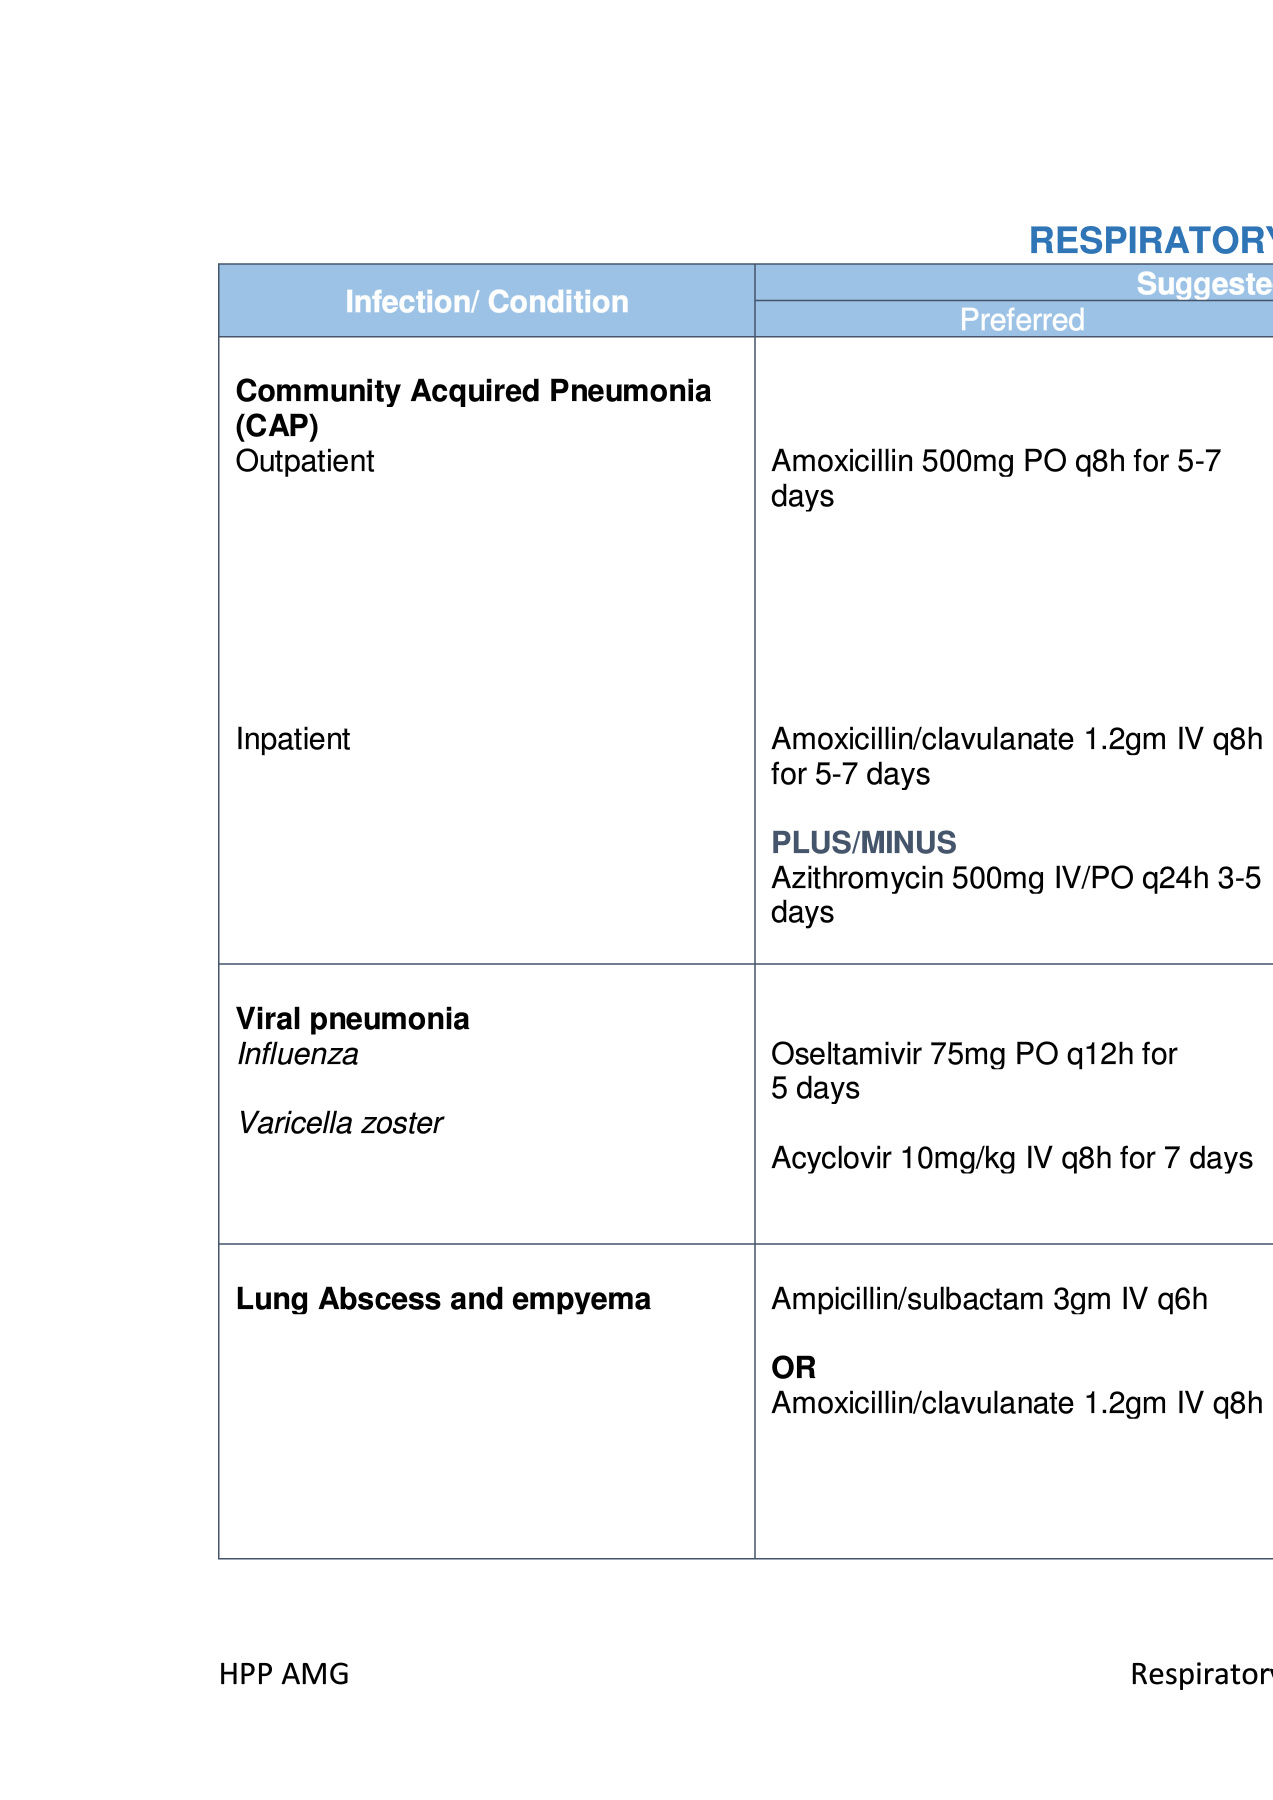 RESPIRATORY
Infection/ Condition
Suggeste
Preferred
Community Acquired Pneumonia
(CAP)
Outpatient
Amoxicillin 500mg PO q8h for 5-7
days
Inpatient
Amoxicillin/clavulanate 1.2gm IV q8h
for 5-7 days
PLUS/MINUS
Azithromycin 500mg IV/PO q24h 3-5
days
Viral pneumonia
Influenza
Oseltamivir 75mg PO q12h for
5 days
Varicella zoster
Acyclovir 10mg/kg IV q8h for 7 days
Lung Abscess and empyema
Ampicillin/sulbactam 3gm IV q6h
OR
Amoxicillin/clavulanate 1.2gm IV q8h
HPP AMG
Respiratory